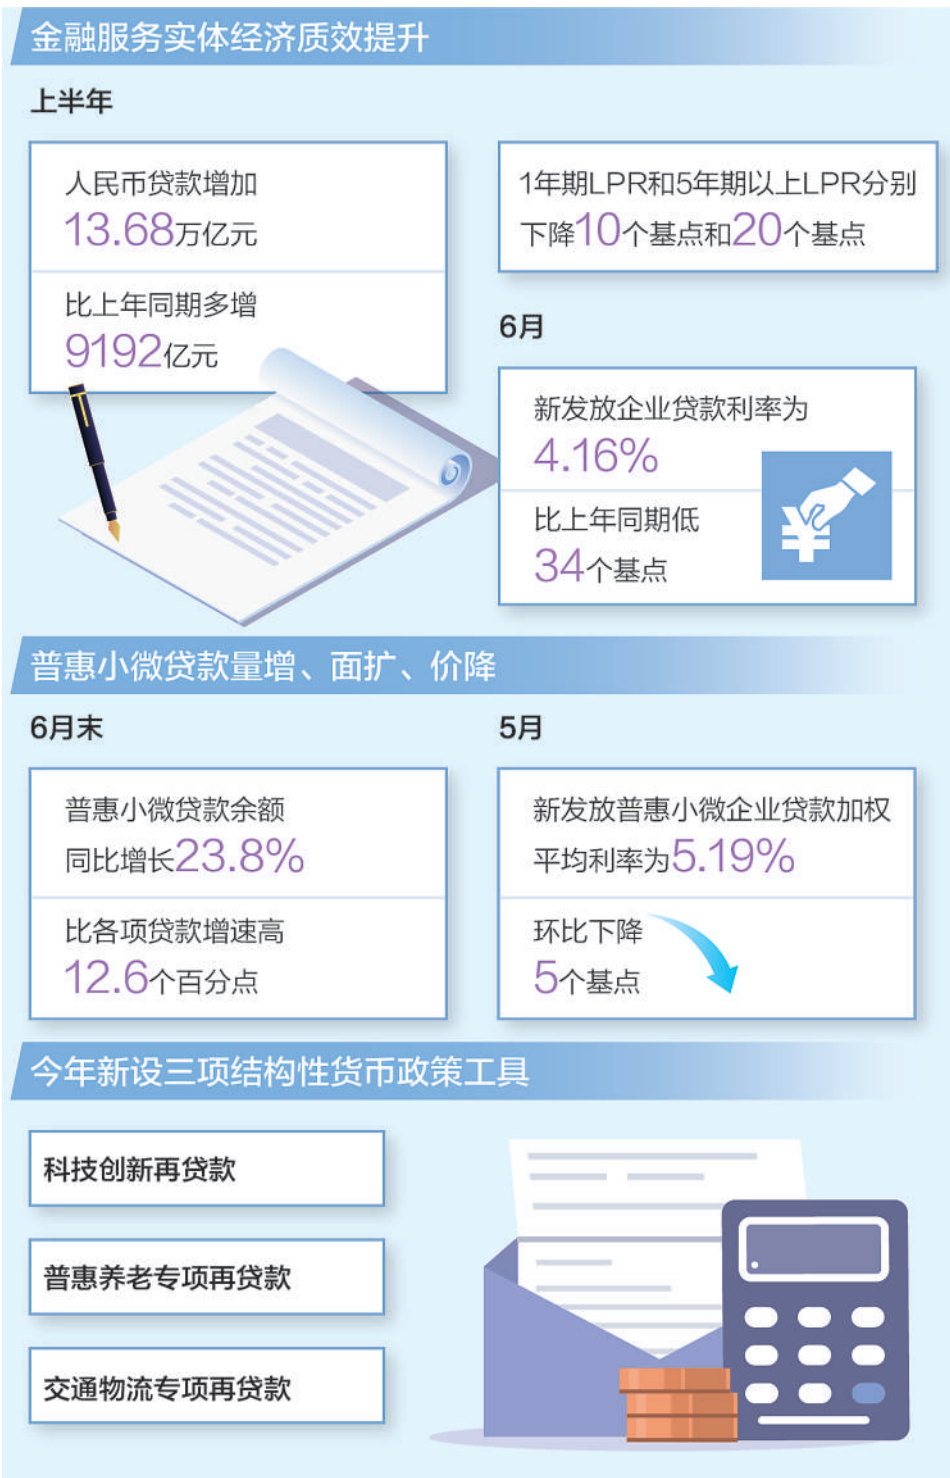 金融服务实体经济质效提升
上半年
人民币贷款增加
13.68万亿元
比上年同期多增
9192亿元
1年期LPR和5年期以上LPR分别
下降10个基点和20个基点
6月
新发放企业贷款利率为
4.16%
比上年同期低
34个基点
普惠小微贷款量增、面扩、价降
6月末
普惠小微贷款余额
同比增长23.8%
比各项贷款增速高
12.6个百分点
5月
新发放普惠小微企业贷款加权
平均利率为5.19%
环比下降
5个基点
今年新设三项结构性货币政策工具
科技创新再贷款
普惠养老专项再贷款
交通物流专项再贷款